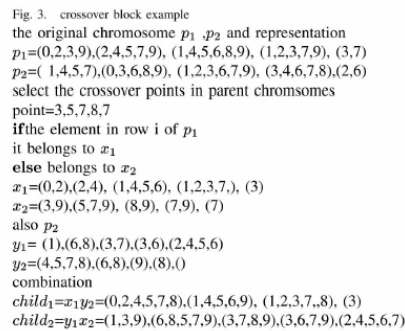 Fig. 3. crossover block example
the original chromosome p₁ ,p₂ and representation
p₁=(0,2,3,9),(2,4,5,7,9), (1,4,5,6,8,9), (1,2,3,7,9), (3,7)
p₂=( 1,4,5,7),(0,3,6,8,9), (1,2,3,6,7,9), (3,4,6,7,8),(2,6)
select the crossover points in parent chromsomes
point=3,5,7,8,7
ifthe element in row i of p₁
it belongs to x₁
else belongs to x₂
x₁=(0,2),(2,4), (1,4,5,6), (1,2,3,7,), (3)
x₂=(3,9),(5,7,9), (8,9), (7,9), (7)
also p₂
y₁= (1),(6,8),(3,7),(3,6),(2,4,5,6)
y₂=(4,5,7,8),(6,8),(9),(8),()
combination
child₁=x₁y₂=(0,2,4,5,7,8),(1,4,5,6,9), (1,2,3,7,,8), (3)
child₂=y₁x₂=(1,3,9),(6,8,5,7,9),(3,7,8,9),(3,6,7,9),(2,4,5,6,7)